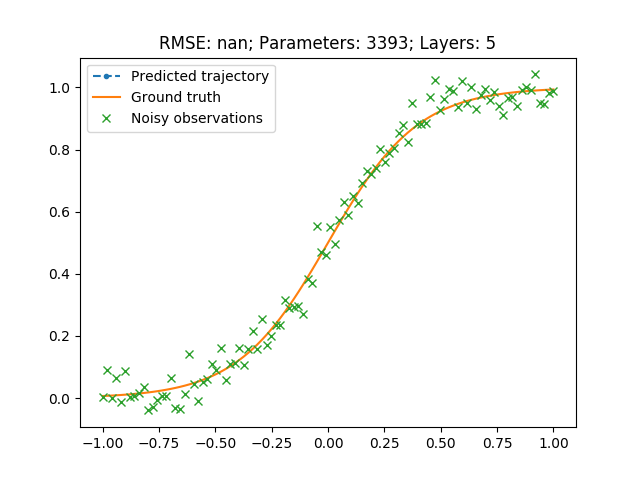 RMSE: nan; Parameters: 3393; Layers: 5
Predicted trajectory
Ground truth
Noisy observations
1.0
0.8
0.6
0.4
0.2
0.0
−1.00 −0.75 −0.50 −0.25 0.00 0.25 0.50 0.75 1.00